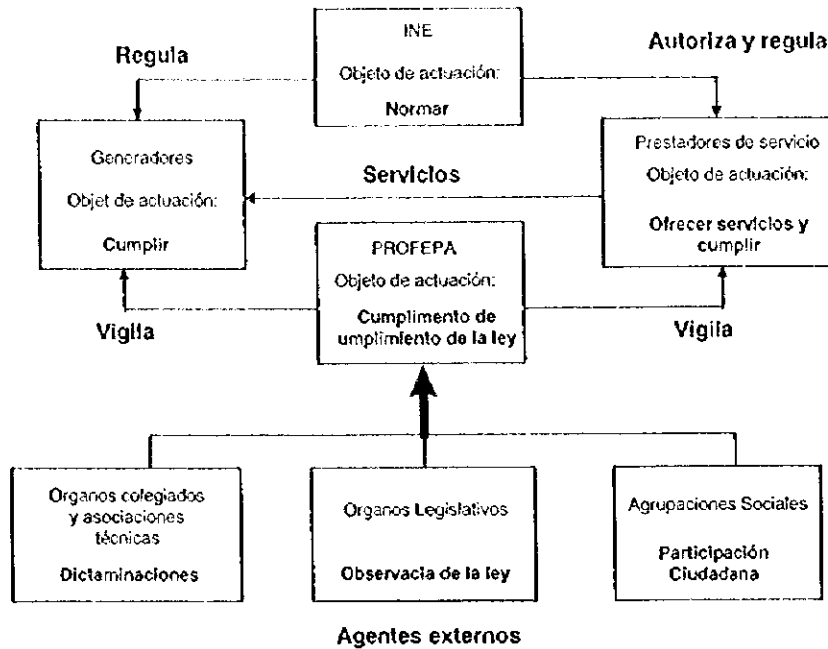 INE
Regula
Autoriza y regula
Objeto de actuación:
Normar
Generadores
Objet de actuación:
Cumplir
Prestadores de servicio
Objeto de actuación:
Ofrecer servicios y
cumplir
Servicios
PROFEPA
Objeto de actuación:
Cumplimento de
umplimiento de la ley
Vigila
Vigila
Organos colegiados
y asociaciones
técnicas
Dictaminaciones
Organos Legislativos
Observacia de la ley
Agrupaciones Sociales
Participación
Ciudadana
Agentes externos